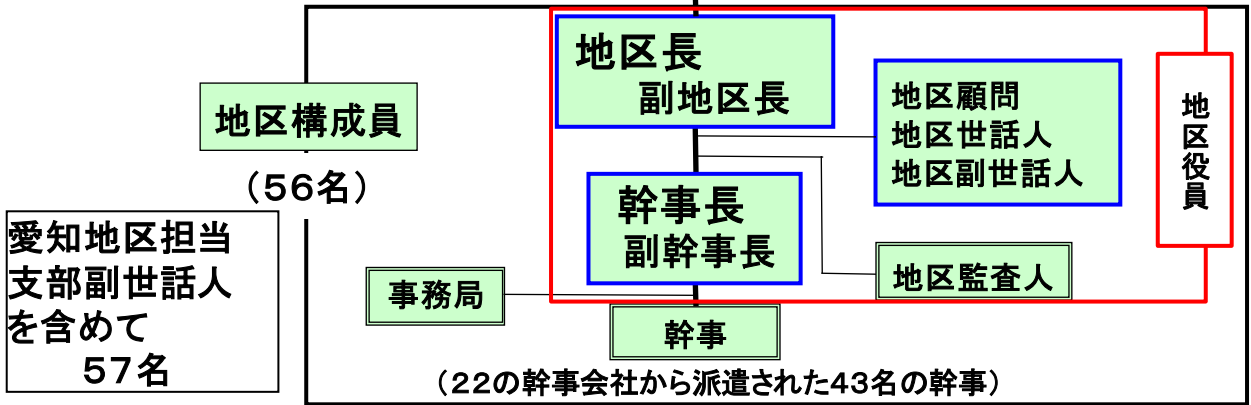 地区長
副地区長
地区顧問
地区世話人
地区副世話人
地区役員
地区構成員
（５６名）
幹事長
副幹事長
愛知地区担当
支部副世話人
を含めて
５７名
事務局
地区監査人
幹事
（２２の幹事会社から派遣された４３名の幹事）